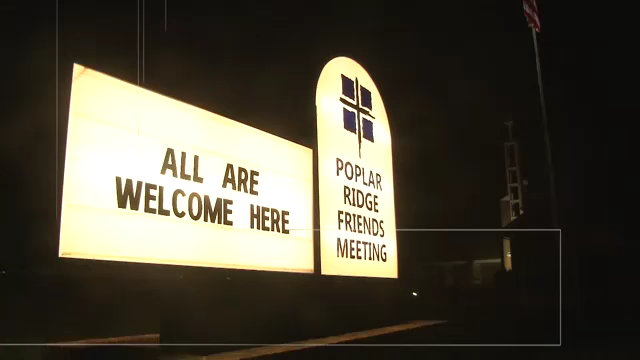 ALL ARE
WELCOME HERE
POPLAR
RIDGE
FRIENDS
MEETING